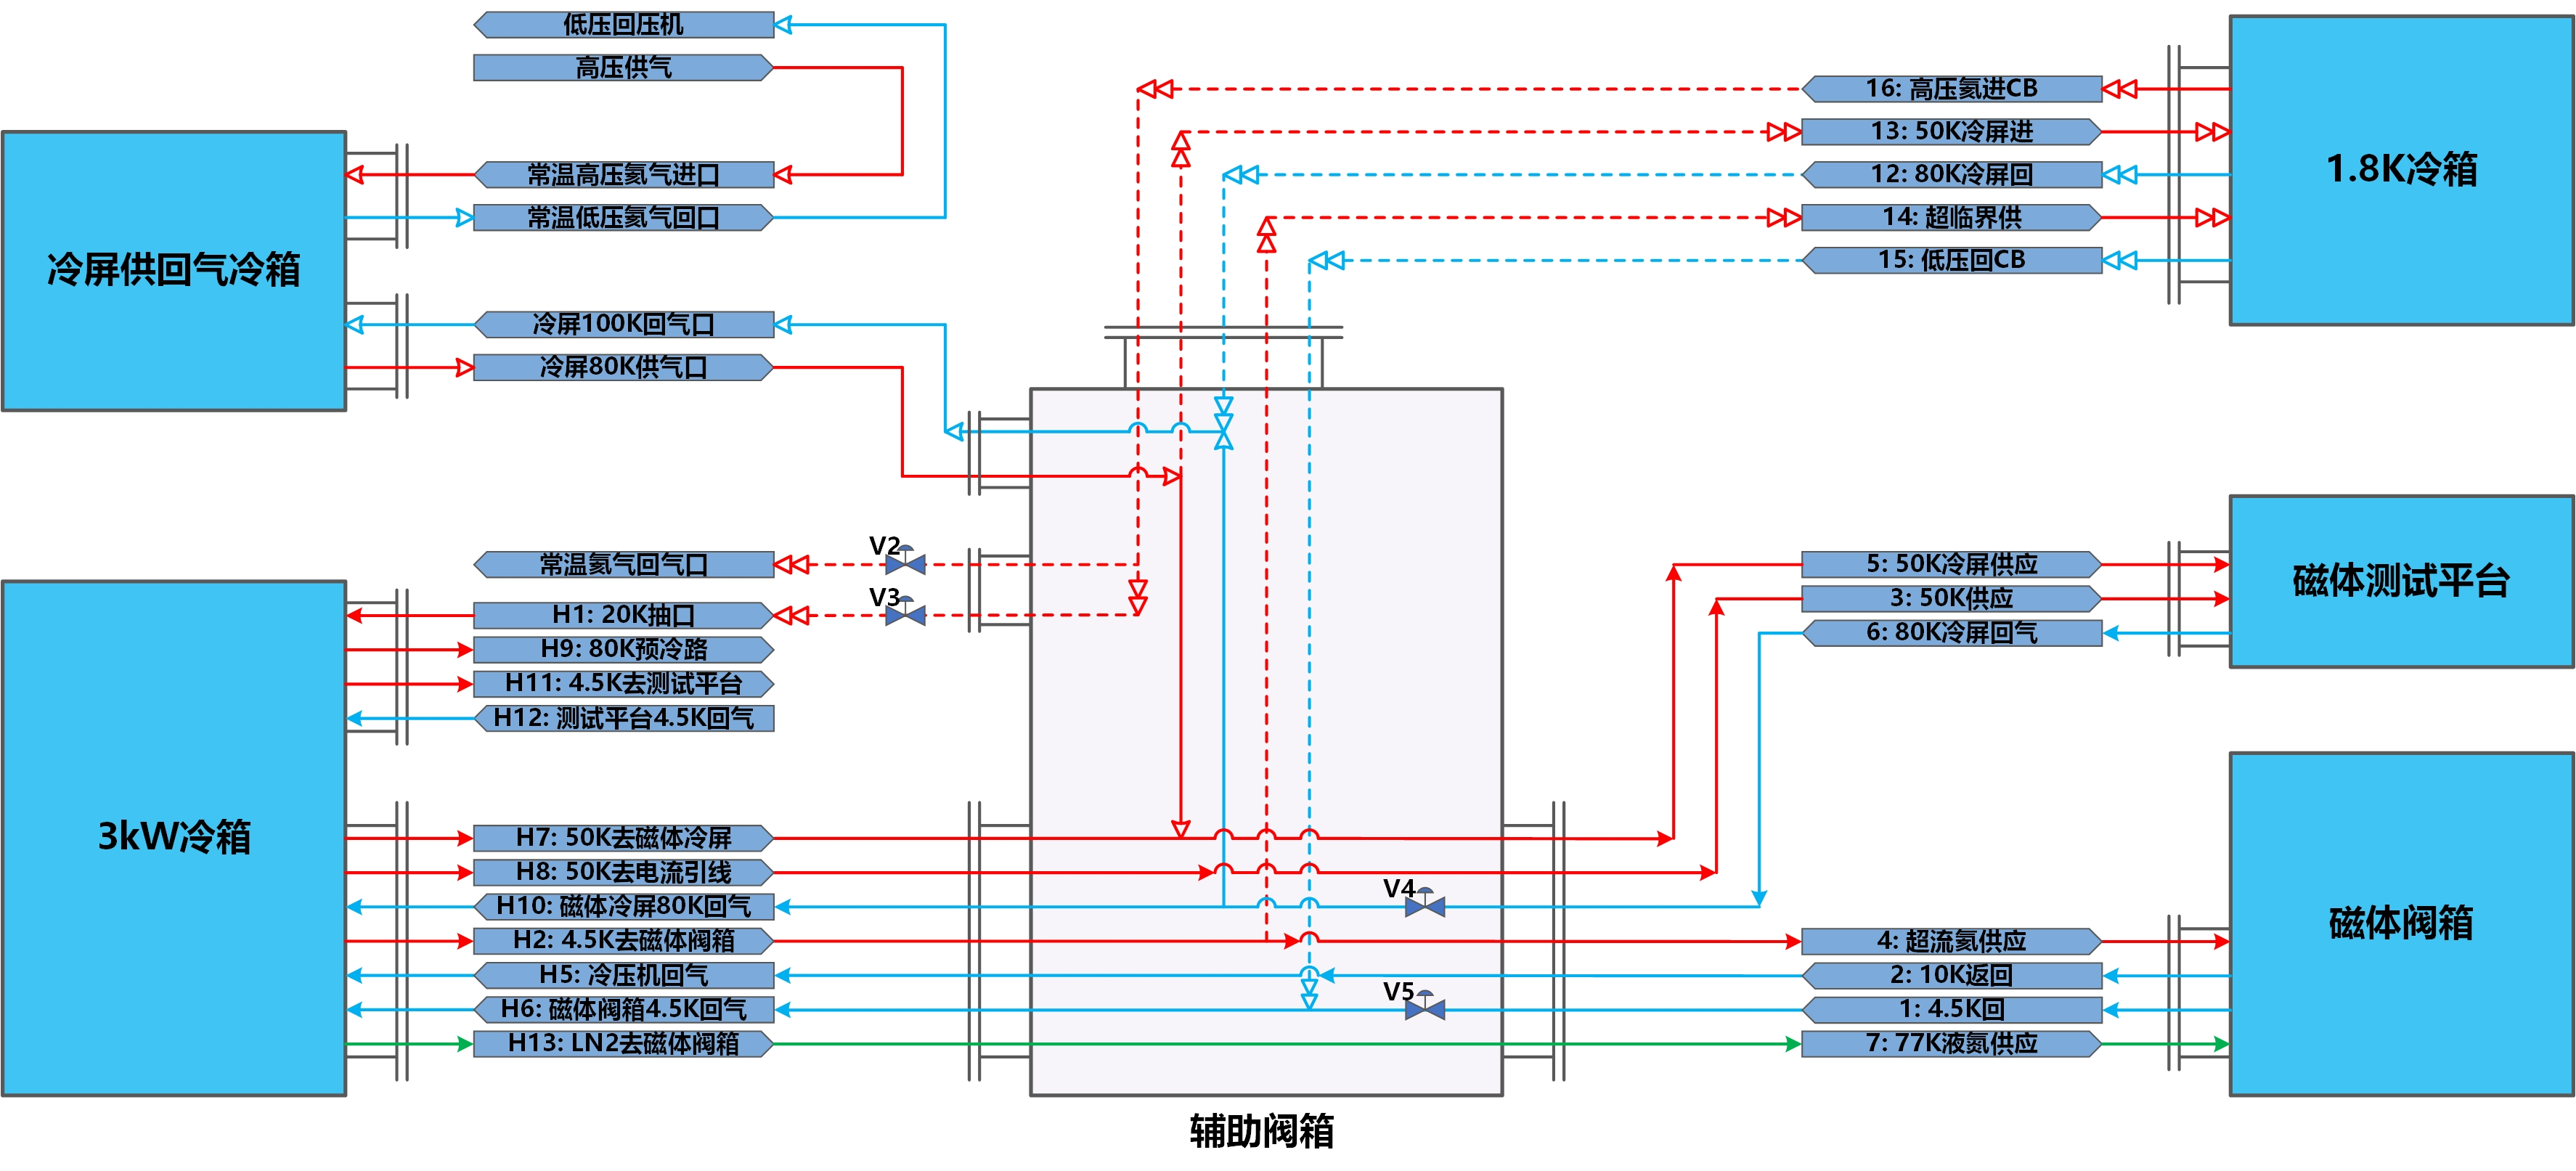 低压回压机
高压供气
常温高压氦气进口
常温低压氦气回口
冷屏供回气冷箱
冷屏100K回气口
冷屏80K供气口
16: 高压氦进CB
13: 50K冷屏进
12: 80K冷屏回
14: 超临界供
15: 低压回CB
1.8K冷箱
V2
常温氦气回气口
V3
H1: 20K抽口
H9: 80K预冷路
H11: 4.5K去测试平台
H12: 测试平台4.5K回气
3kW冷箱
H7: 50K去磁体冷屏
H8: 50K去电流引线
H10: 磁体冷屏80K回气
H2: 4.5K去磁体阀箱
H5: 冷压机回气
H6: 磁体阀箱4.5K回气
H13: LN2去磁体阀箱
5: 50K冷屏供应
3: 50K供应
6: 80K冷屏回气
磁体测试平台
V4
V5
4: 超流氦供应
2: 10K返回
1: 4.5K回
7: 77K液氮供应
磁体阀箱
辅助阀箱